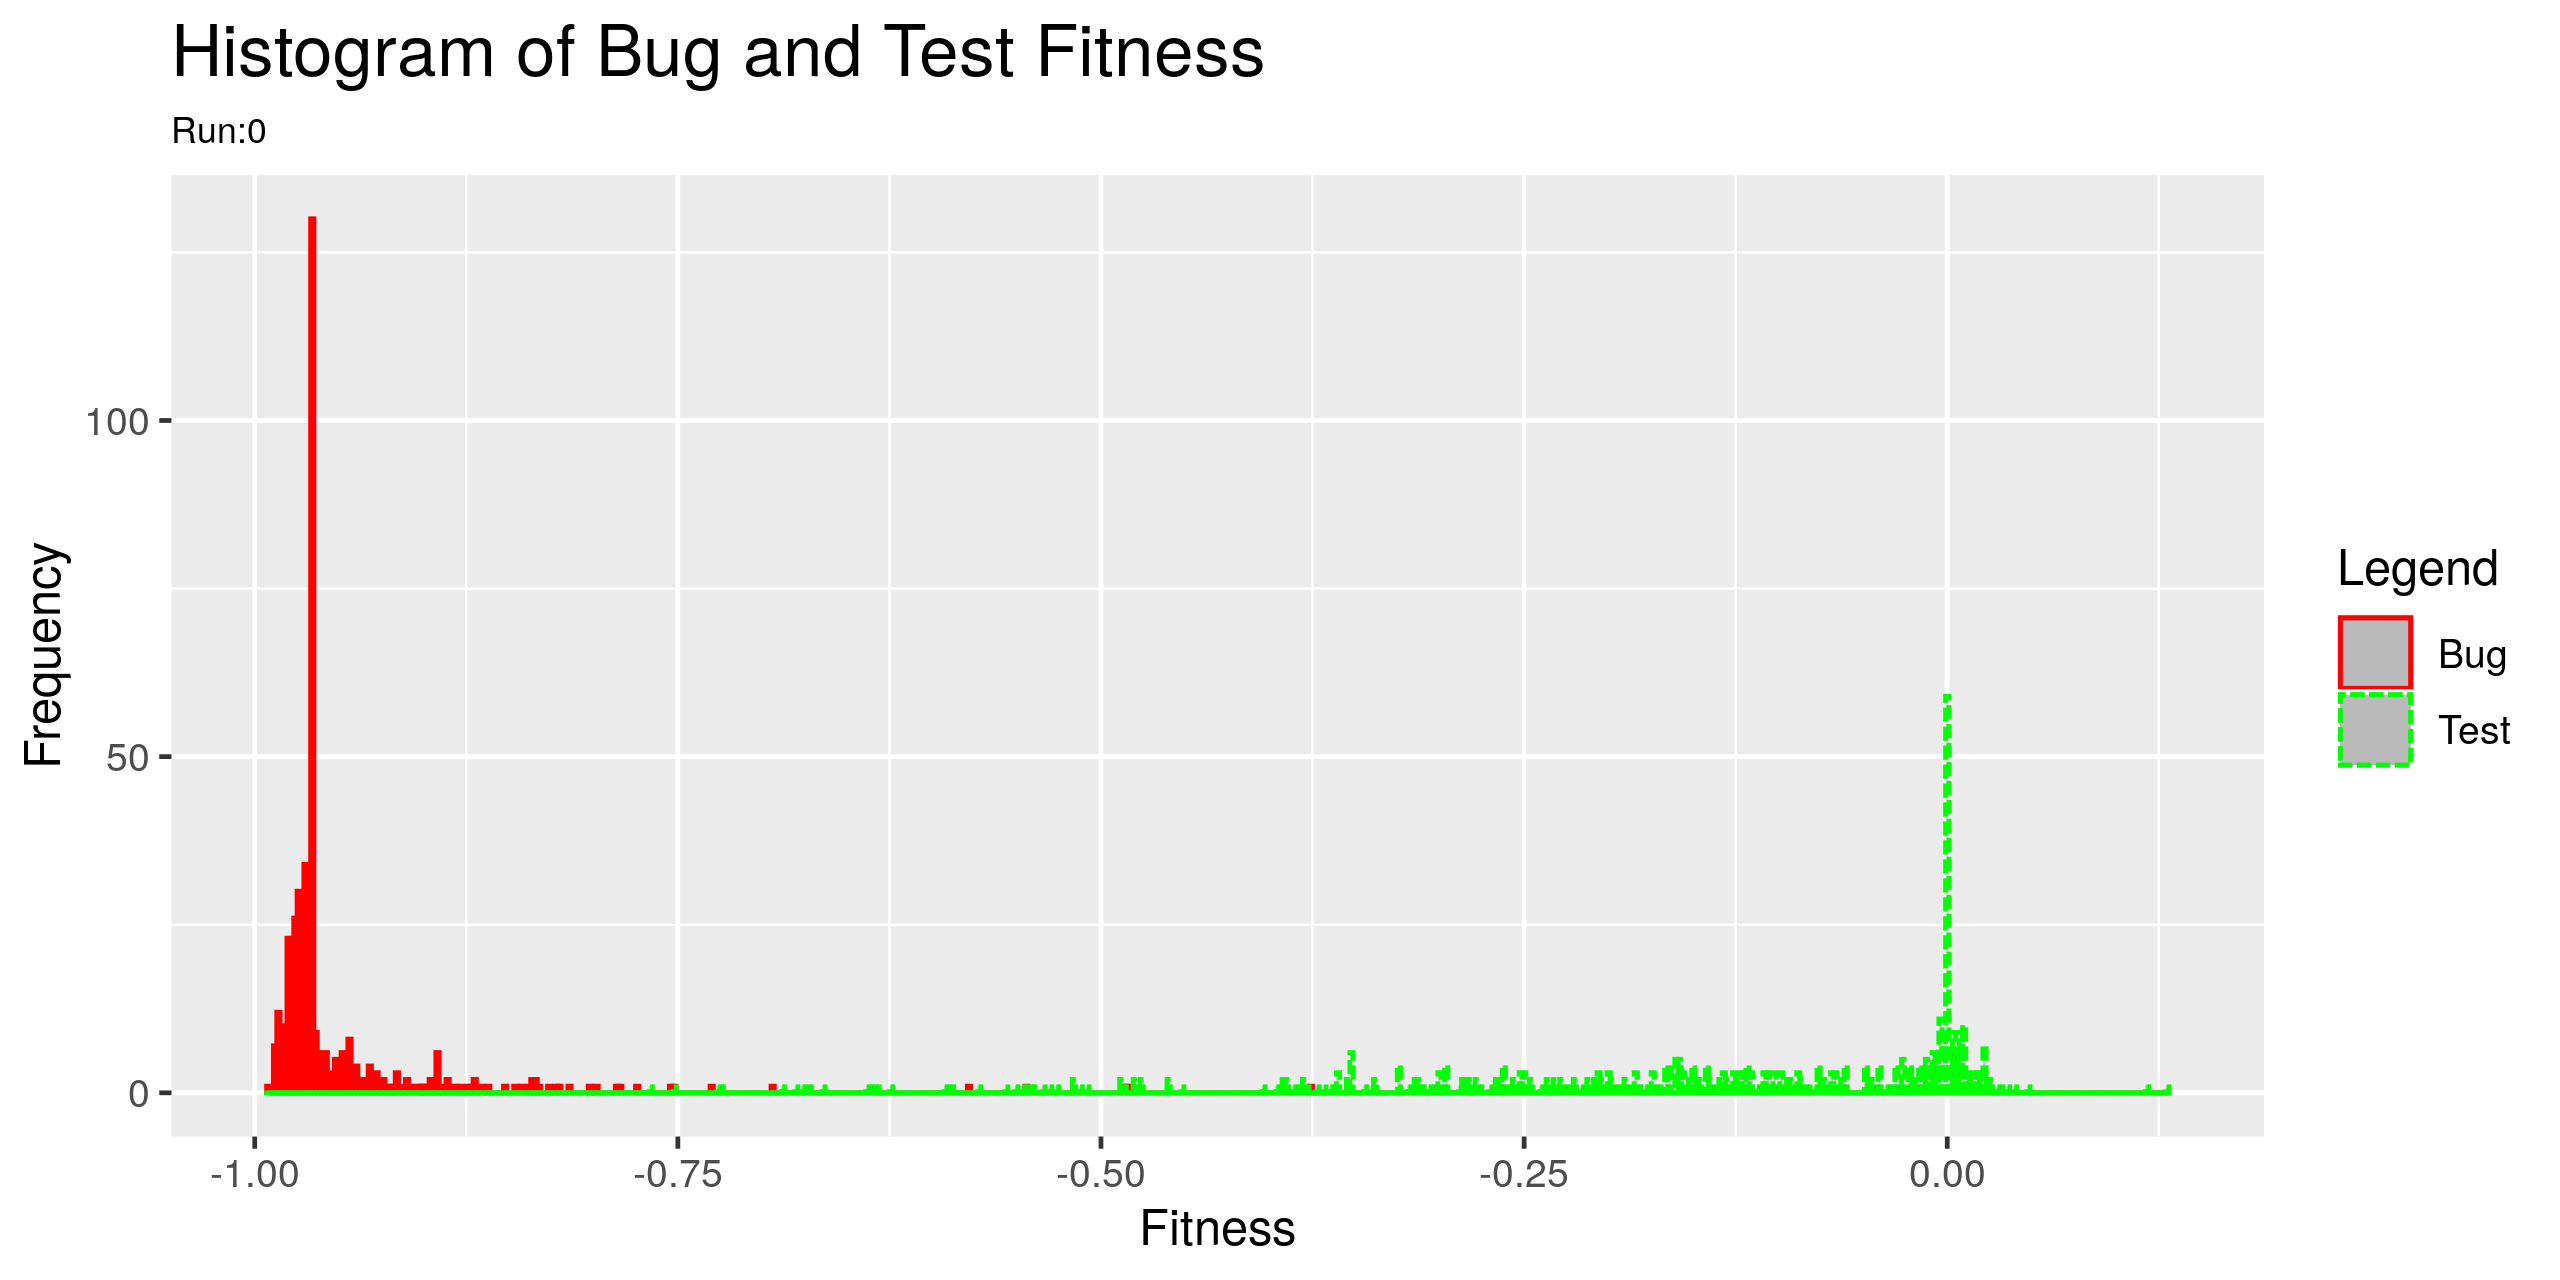 Histogram of Bug and Test Fitness
Run:0
Frequency
100
50
0
-1.00
-0.75
-0.50
-0.25
0.00
Fitness
Legend
Bug
Test